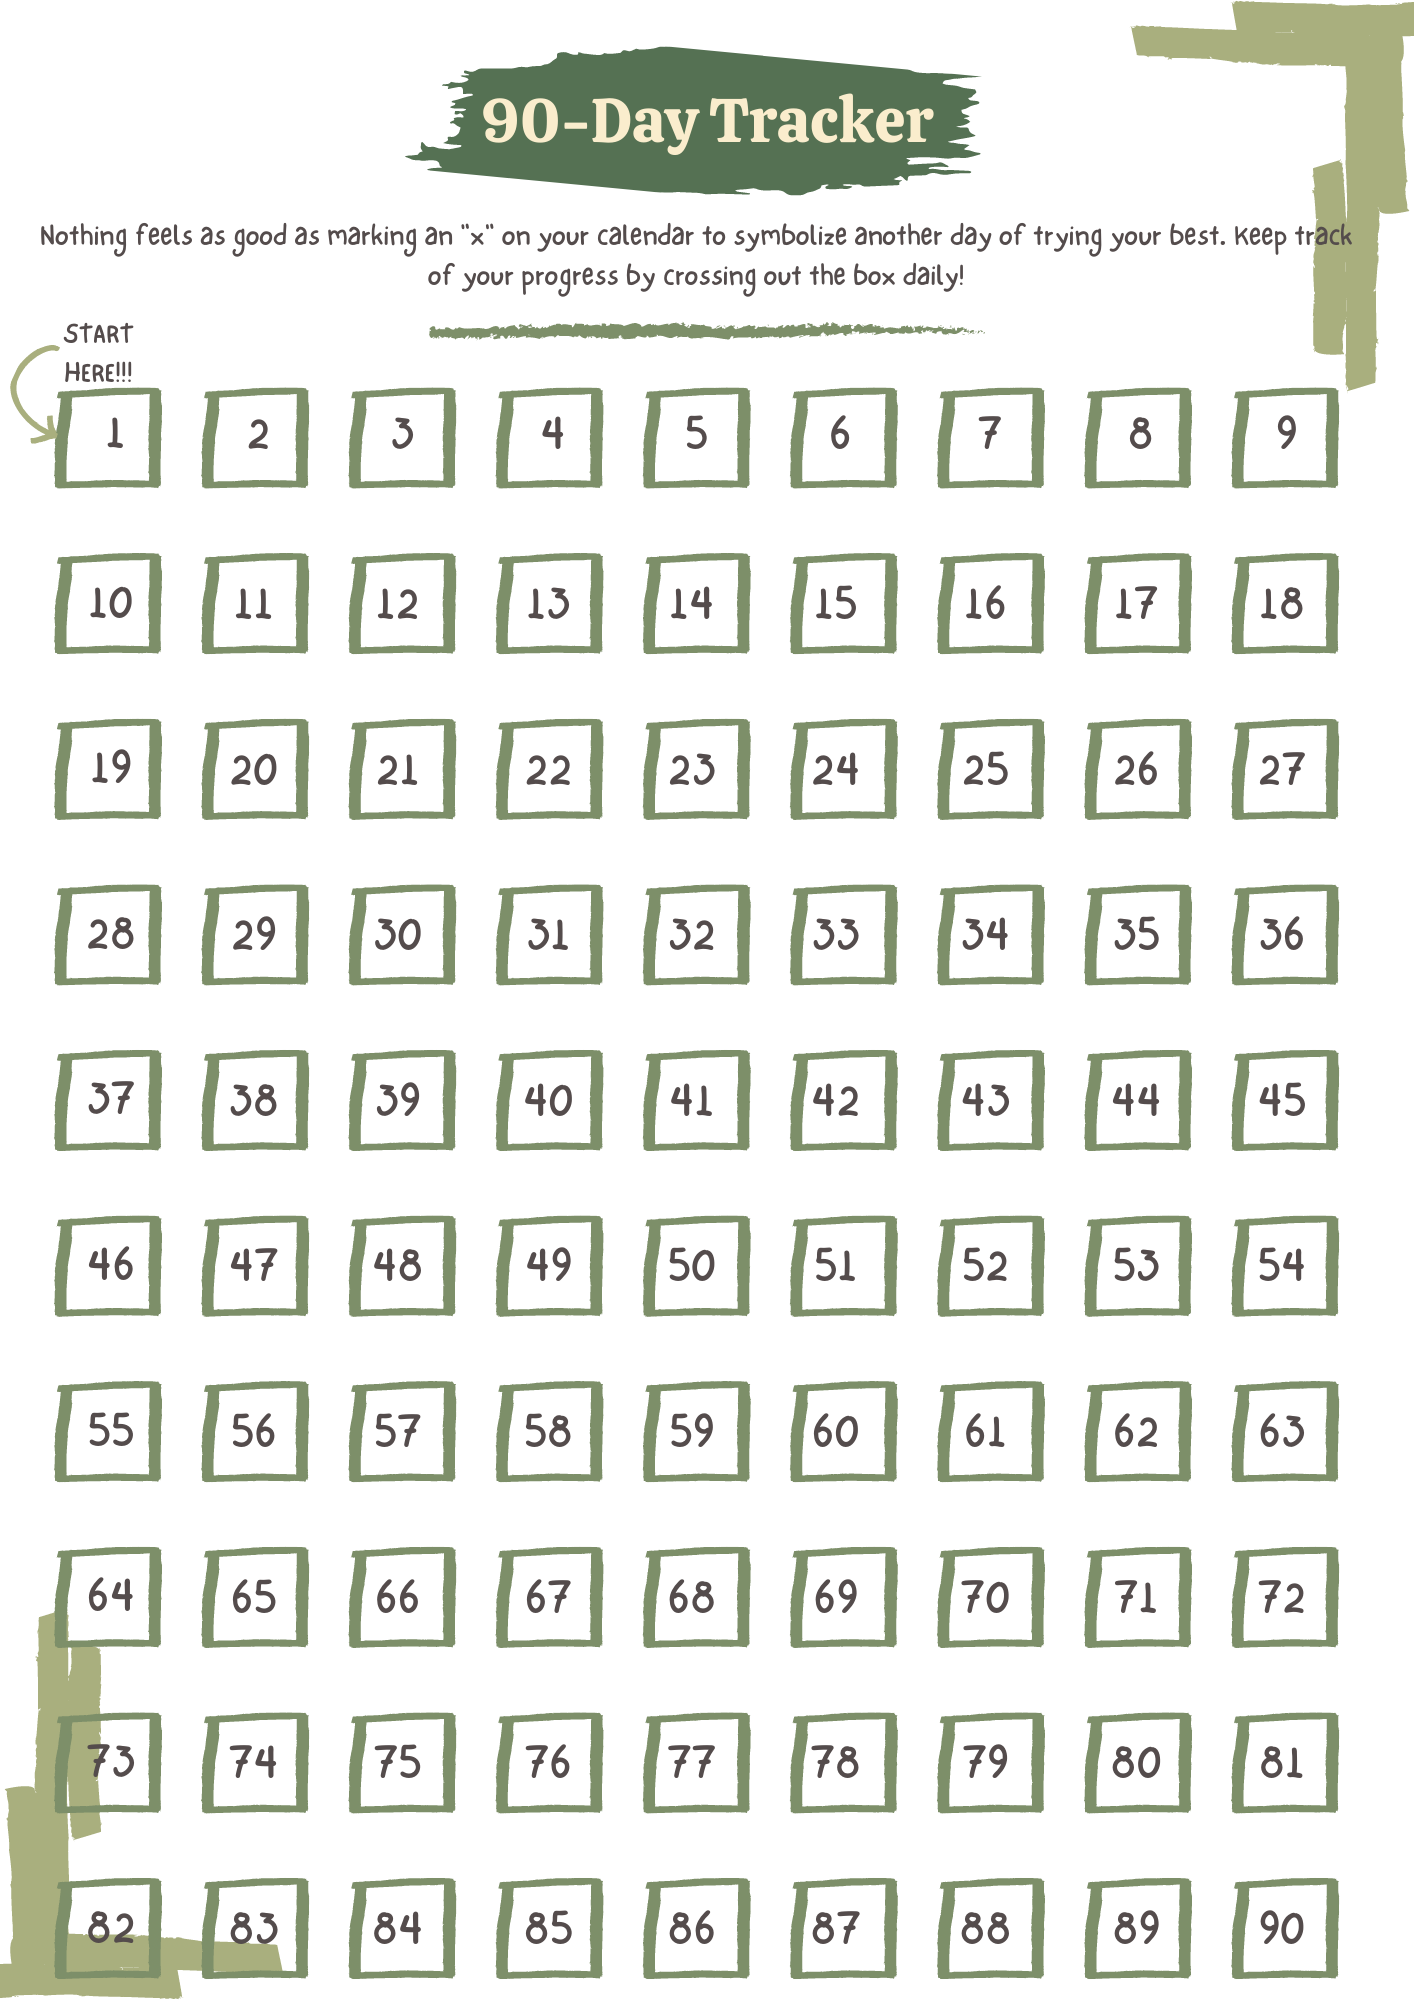 90-Day Tracker
Nothing feels as good as marking an "x" on your calendar to symbolize another day of trying your best. Keep track
of your progress by crossing out the box daily!
START
HERE!!!
1 2 3 4 5 6 7 8 9
10 11 12 13 14 15 16 17 18
19 20 21 22 23 24 25 26 27
28 29 30 31 32 33 34 35 36
37 38 39 40 41 42 43 44 45
46 47 48 49 50 51 52 53 54
55 56 57 58 59 60 61 62 63
64 65 66 67 68 69 70 71 72
73 74 75 76 77 78 79 80 81
82 83 84 85 86 87 88 89 90